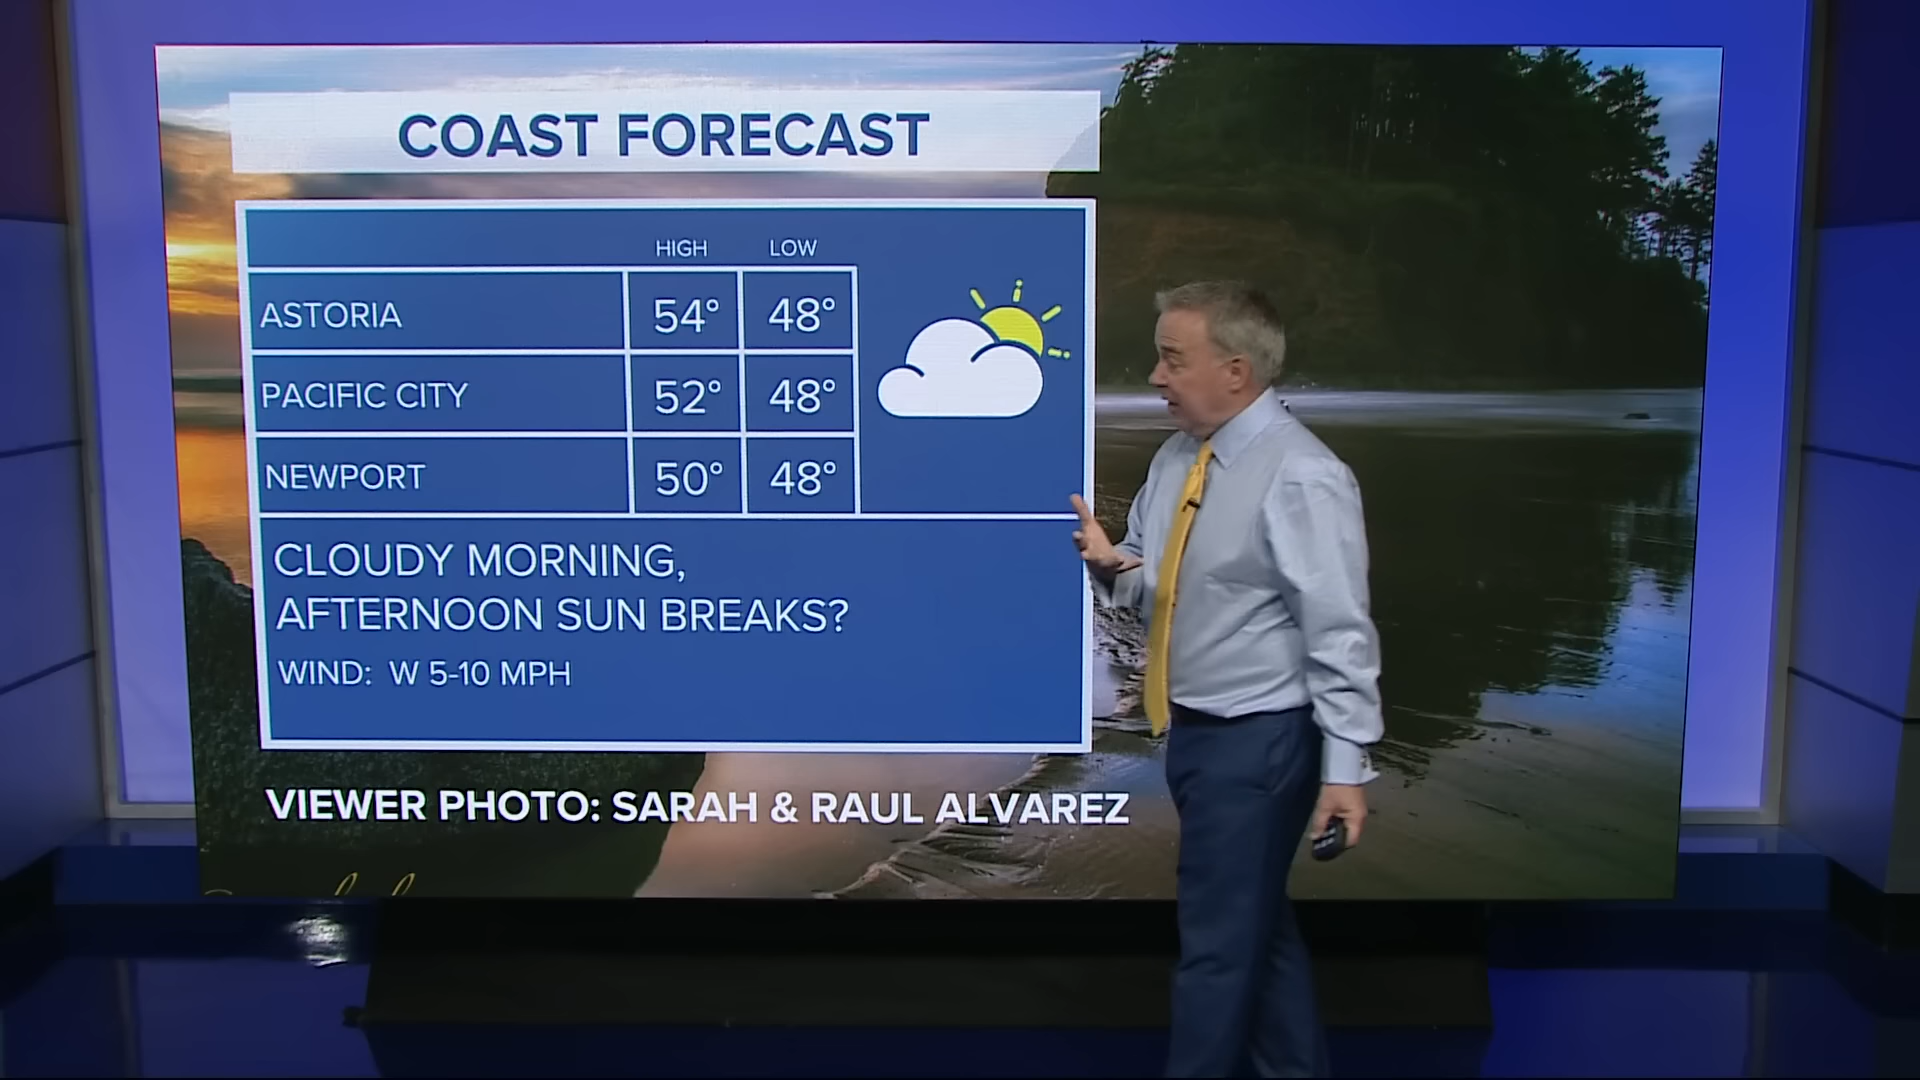 COAST FORECAST
HIGH LOW
ASTORIA 54° 48°
PACIFIC CITY 52° 48°
NEWPORT 50° 48°
CLOUDY MORNING,
AFTERNOON SUN BREAKS?
WIND: W 5-10 MPH
VIEWER PHOTO: SARAH & RAUL ALVAREZ